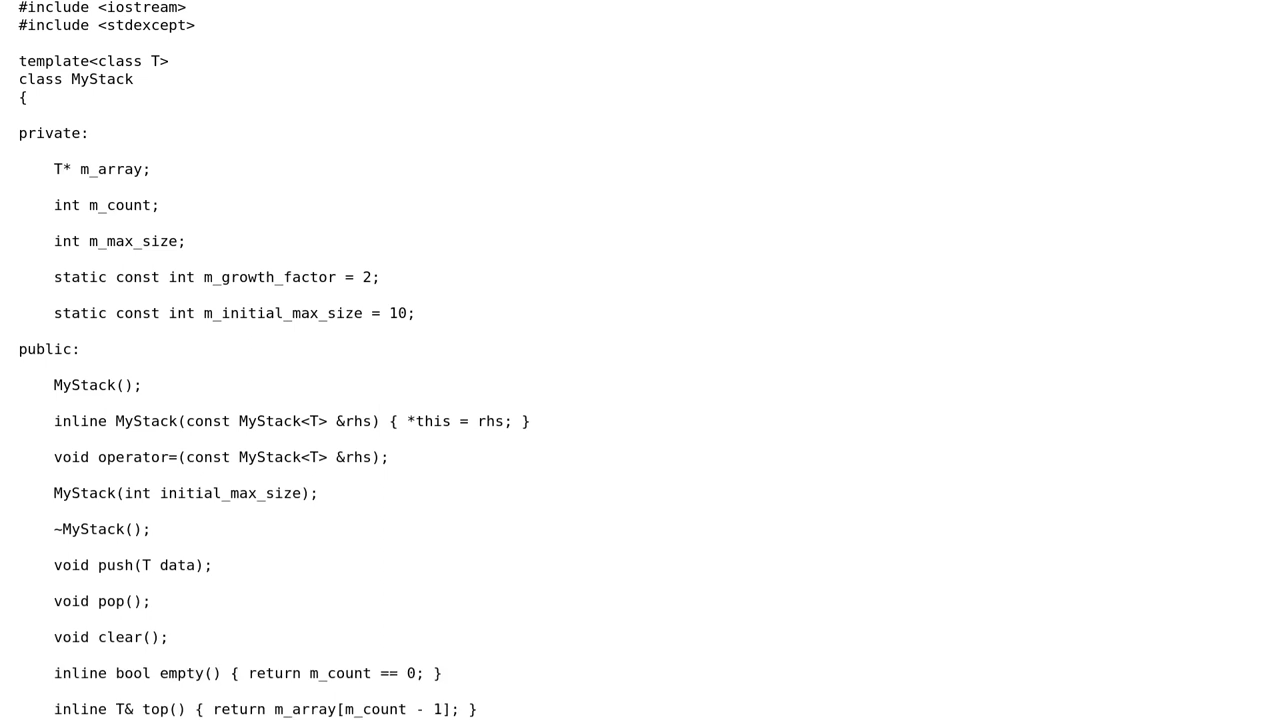 #include <iostream>
#include <stdexcept>
template<class T>
class MyStack
{
private:
T* m_array;
int m_count;
int m_max_size;
static const int m_growth_factor = 2;
static const int m_initial_max_size = 10;
public:
MyStack();
inline MyStack(const MyStack<T> &rhs) { *this = rhs; }
void operator=(const MyStack<T> &rhs);
MyStack(int initial_max_size);
~MyStack();
void push(T data);
void pop();
void clear();
inline bool empty() { return m_count == 0; }
inline T& top() { return m_array[m_count - 1]; }